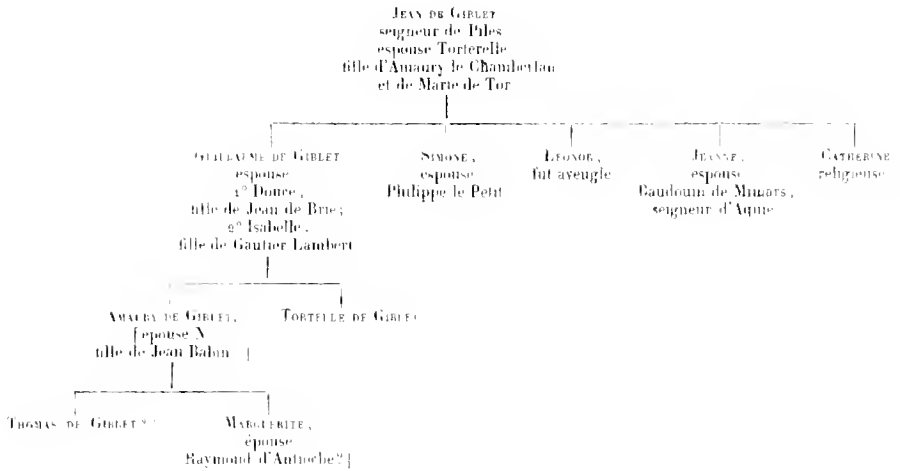 JEAN DE GIBLET
seigneur de Piles
espouse Torterelle
fille d'Amaury le Chamberlan
et de Marie de Tor
GUILLAUME DE GIBLET
espouse
1° Douce,
fille de Jean de Brie;
2° Isabelle,
fille de Gautier Lambert
SIMONE,
espouse
Philippe le Petit
LEONOR,
fut aveugle
JEANNE,
espouse
Baudouin de Mimars,
seigneur d'Aquie
CATHERINE
religieuse
AMAURY DE GIBLET,
[épouse N
fille de Jean Babin ]
TORTELLE DE GIBLET
THOMAS DE GIBLET
MARGUERITE,
épouse
Raymond d'Antioche?]